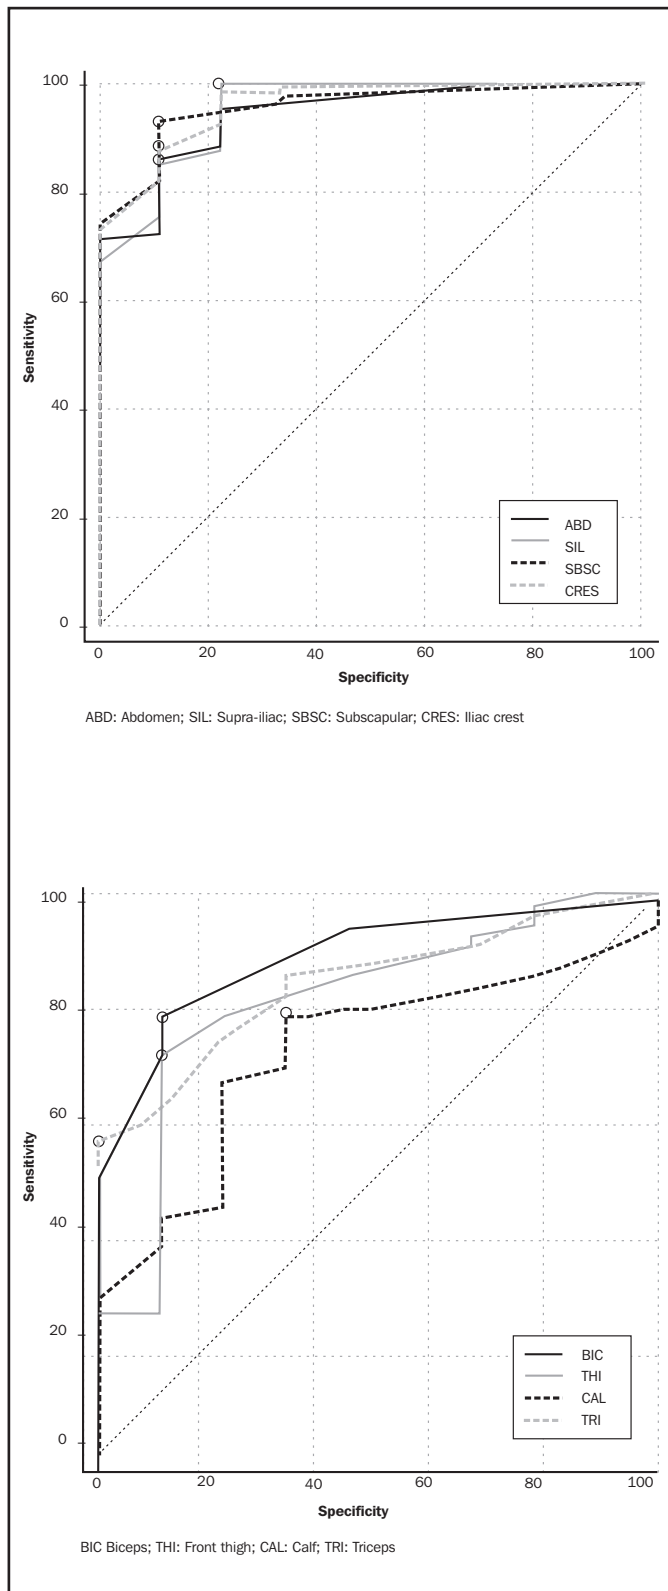 100
80
60
40
20
0
Sensitivity
ABD
SIL
SBSC
CRES
0 20 40 60 80 100
Specificity
ABD: Abdomen; SIL: Supra-iliac; SBSC: Subscapular; CRES: Iliac crest
100
80
60
40
20
0
Sensitivity
BIC
THI
CAL
TRI
0 20 40 60 80 100
Specificity
BIC Biceps; THI: Front thigh; CAL: Calf; TRI: Triceps